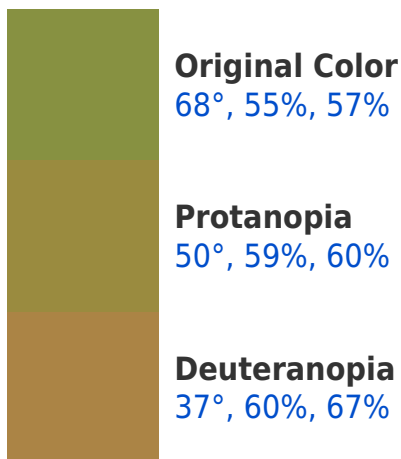 Original Color
68°, 55%, 57%
Protanopia
50°, 59%, 60%
Deuteranopia
37°, 60%, 67%